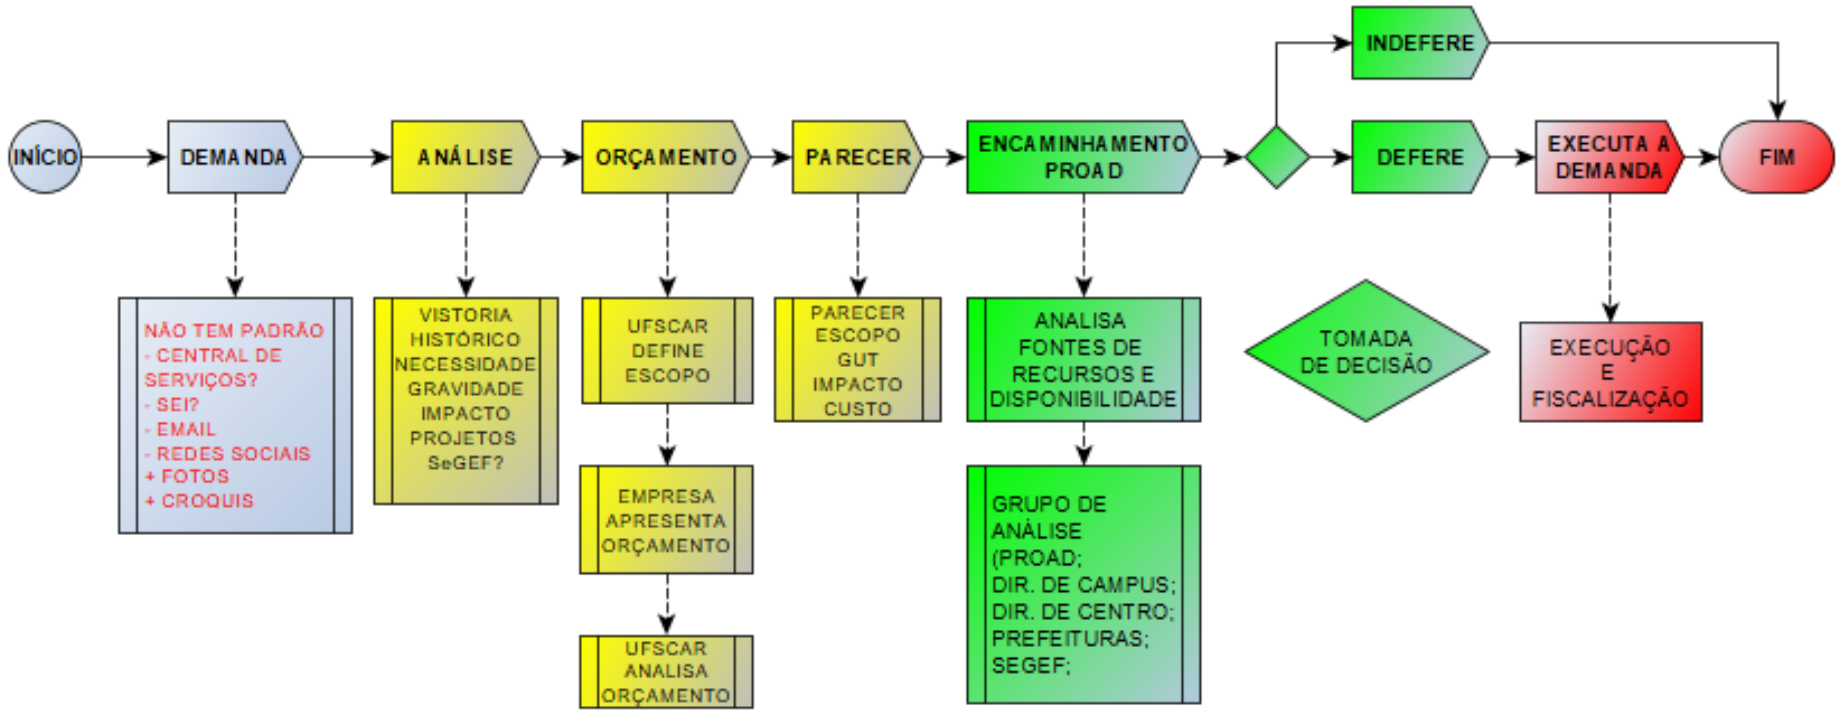 INÍCIO
DEMANDA
ANÁLISE
ORÇAMENTO
PARECER
ENCAMINHAMENTO
PROAD
INDEFERE
DEFERE
EXECUTA A
DEMANDA
FIM
NÃO TEM PADRÃO
- CENTRAL DE
SERVIÇOS?
- SEI?
- EMAIL
- REDES SOCIAIS
+ FOTOS
+ CROQUIS
VISTORIA
HISTÓRICO
NECESSIDADE
GRAVIDADE
IMPACTO
PROJETOS
SeGEF?
UFSCAR
DEFINE
ESCOPO
EMPRESA
APRESENTA
ORÇAMENTO
UFSCAR
ANALISA
ORÇAMENTO
PARECER
ESCOPO
GUT
IMPACTO
CUSTO
ANALISA
FONTES DE
RECURSOS E
DISPONIBILIDADE
GRUPO DE
ANÁLISE
(PROAD;
DIR. DE CAMPUS;
DIR. DE CENTRO;
PREFEITURAS;
SEGEF;
TOMADA
DE DECISÃO
EXECUÇÃO
E
FISCALIZAÇÃO